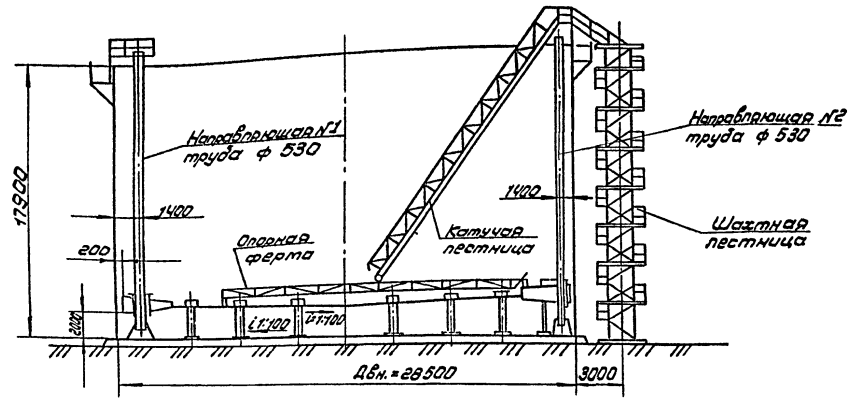 Направляющая №1
труба ф 530
Направляющая №2
труба ф 530
17900
1400
1400
Шахтная
лестница
Катучая
лестница
Опорная
ферма
200
2000
i 1:100
i=1:100
Двн.=28500
3000